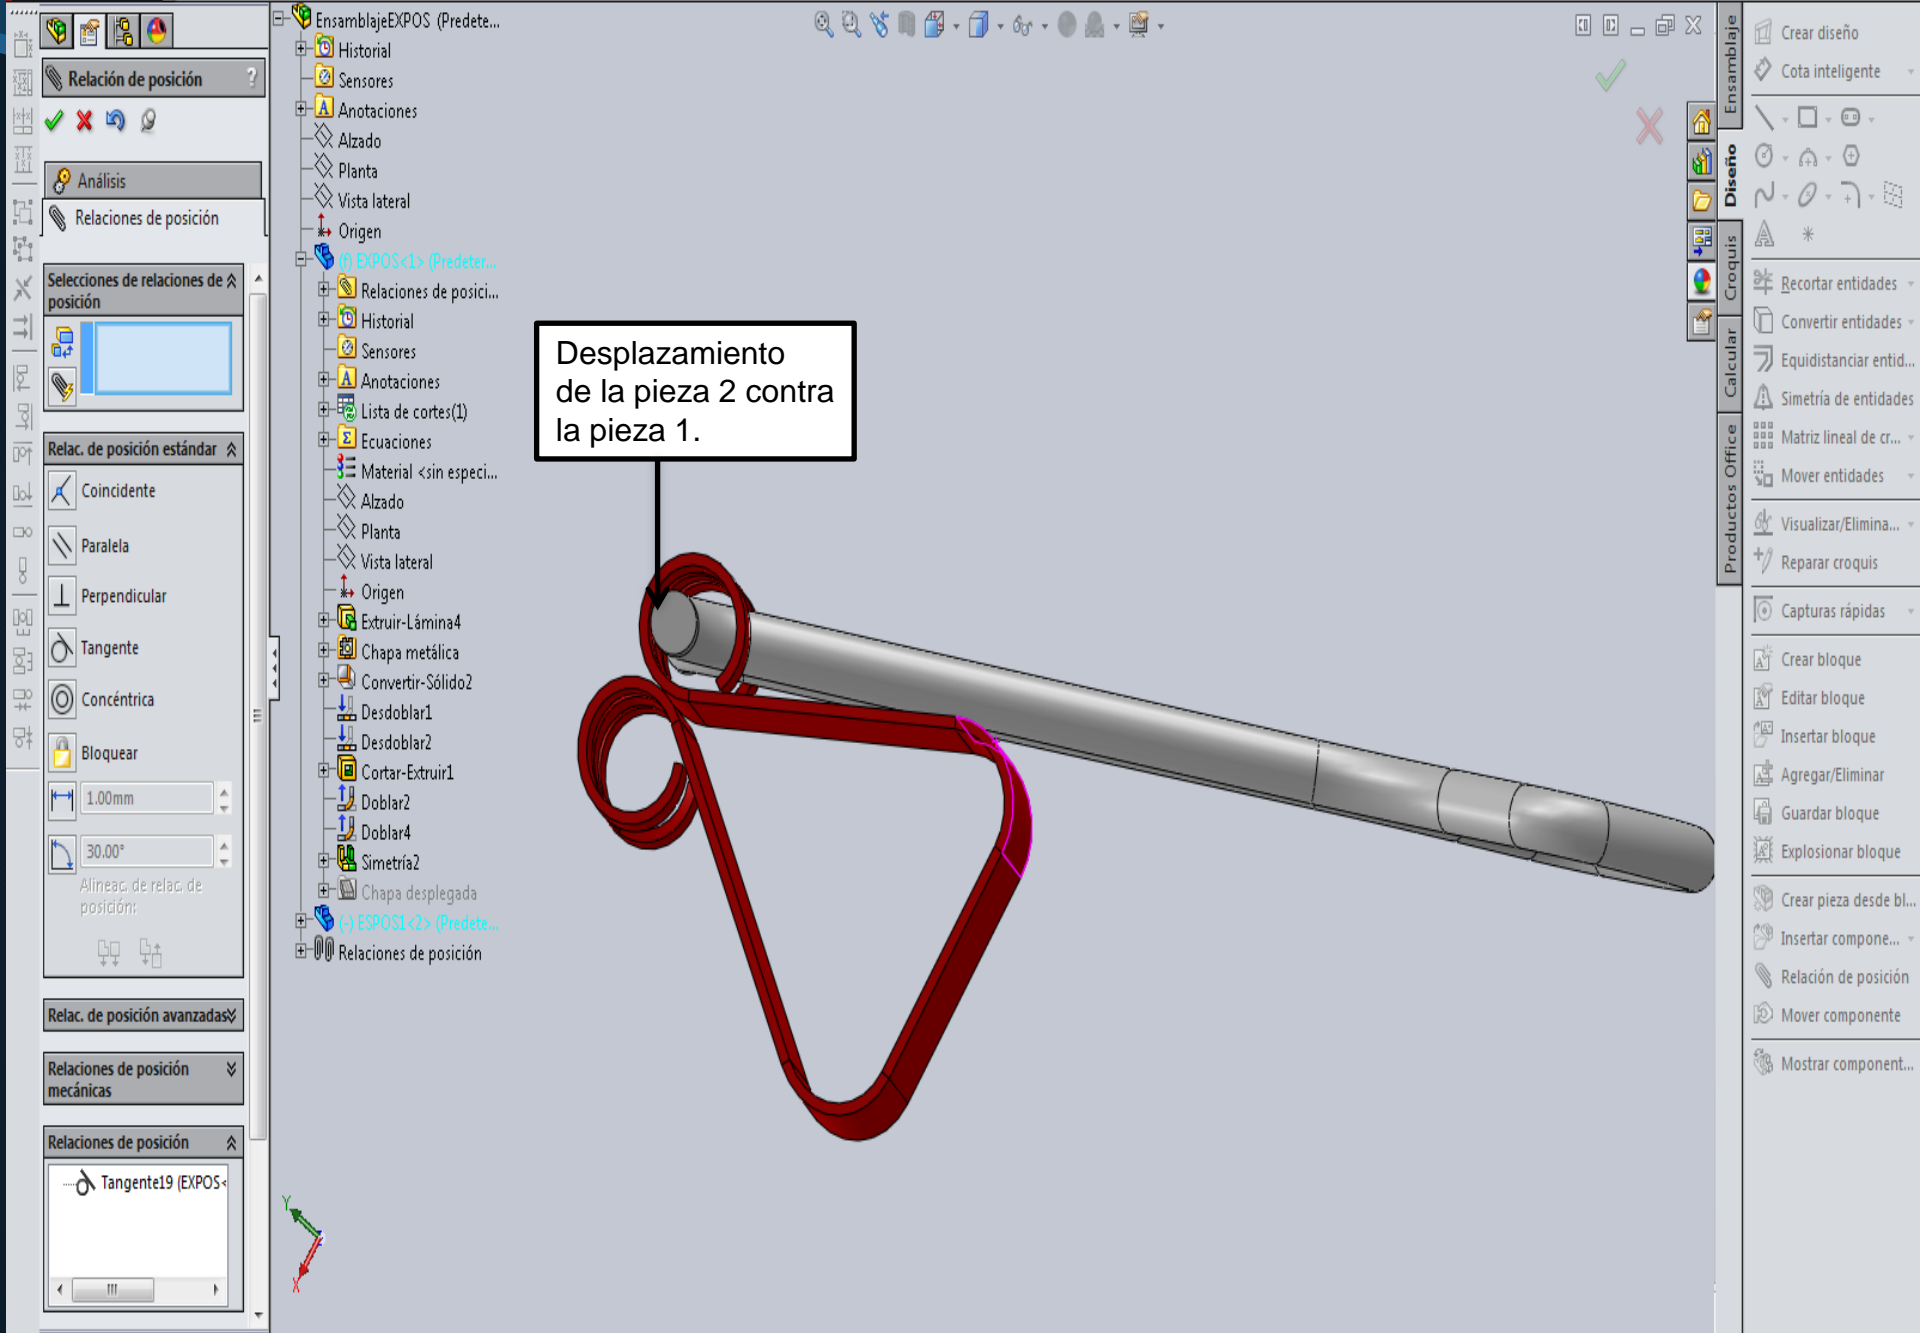 Relación de posición ?
Análisis
Relaciones de posición
Selecciones de relaciones de
posición
Relac. de posición estándar
Coincidente
Paralela
Perpendicular
Tangente
Concéntrica
Bloquear
1.00mm
30.00°
Alineac. de relac. de
posición:
Relac. de posición avanzadas
Relaciones de posición
mecánicas
Relaciones de posición
Tangente19 (EXPOS<
EnsamblajeEXPOS (Predete...
Historial
Sensores
Anotaciones
Alzado
Planta
Vista lateral
Origen
(f) EXPOS<1> (Predeter...
Relaciones de posici...
Historial
Sensores
Anotaciones
Lista de cortes(1)
Ecuaciones
Material <sin especi...
Alzado
Planta
Vista lateral
Origen
Extruir-Lámina4
Chapa metálica
Convertir-Sólido2
Desdoblar1
Desdoblar2
Cortar-Extruir1
Doblar2
Doblar4
Simetría2
Chapa desplegada
(-) ESPOS1<2> (Predete...
Relaciones de posición
Desplazamiento
de la pieza 2 contra
la pieza 1.
Y
X
Ensamblaje
Diseño
Croquis
Calcular
Productos Office
Crear diseño
Cota inteligente
Recortar entidades
Convertir entidades
Equidistanciar entid...
Simetría de entidades
Matriz lineal de cr...
Mover entidades
Visualizar/Elimina...
Reparar croquis
Capturas rápidas
Crear bloque
Editar bloque
Insertar bloque
Agregar/Eliminar
Guardar bloque
Explosionar bloque
Crear pieza desde bl...
Insertar compone...
Relación de posición
Mover componente
Mostrar component...